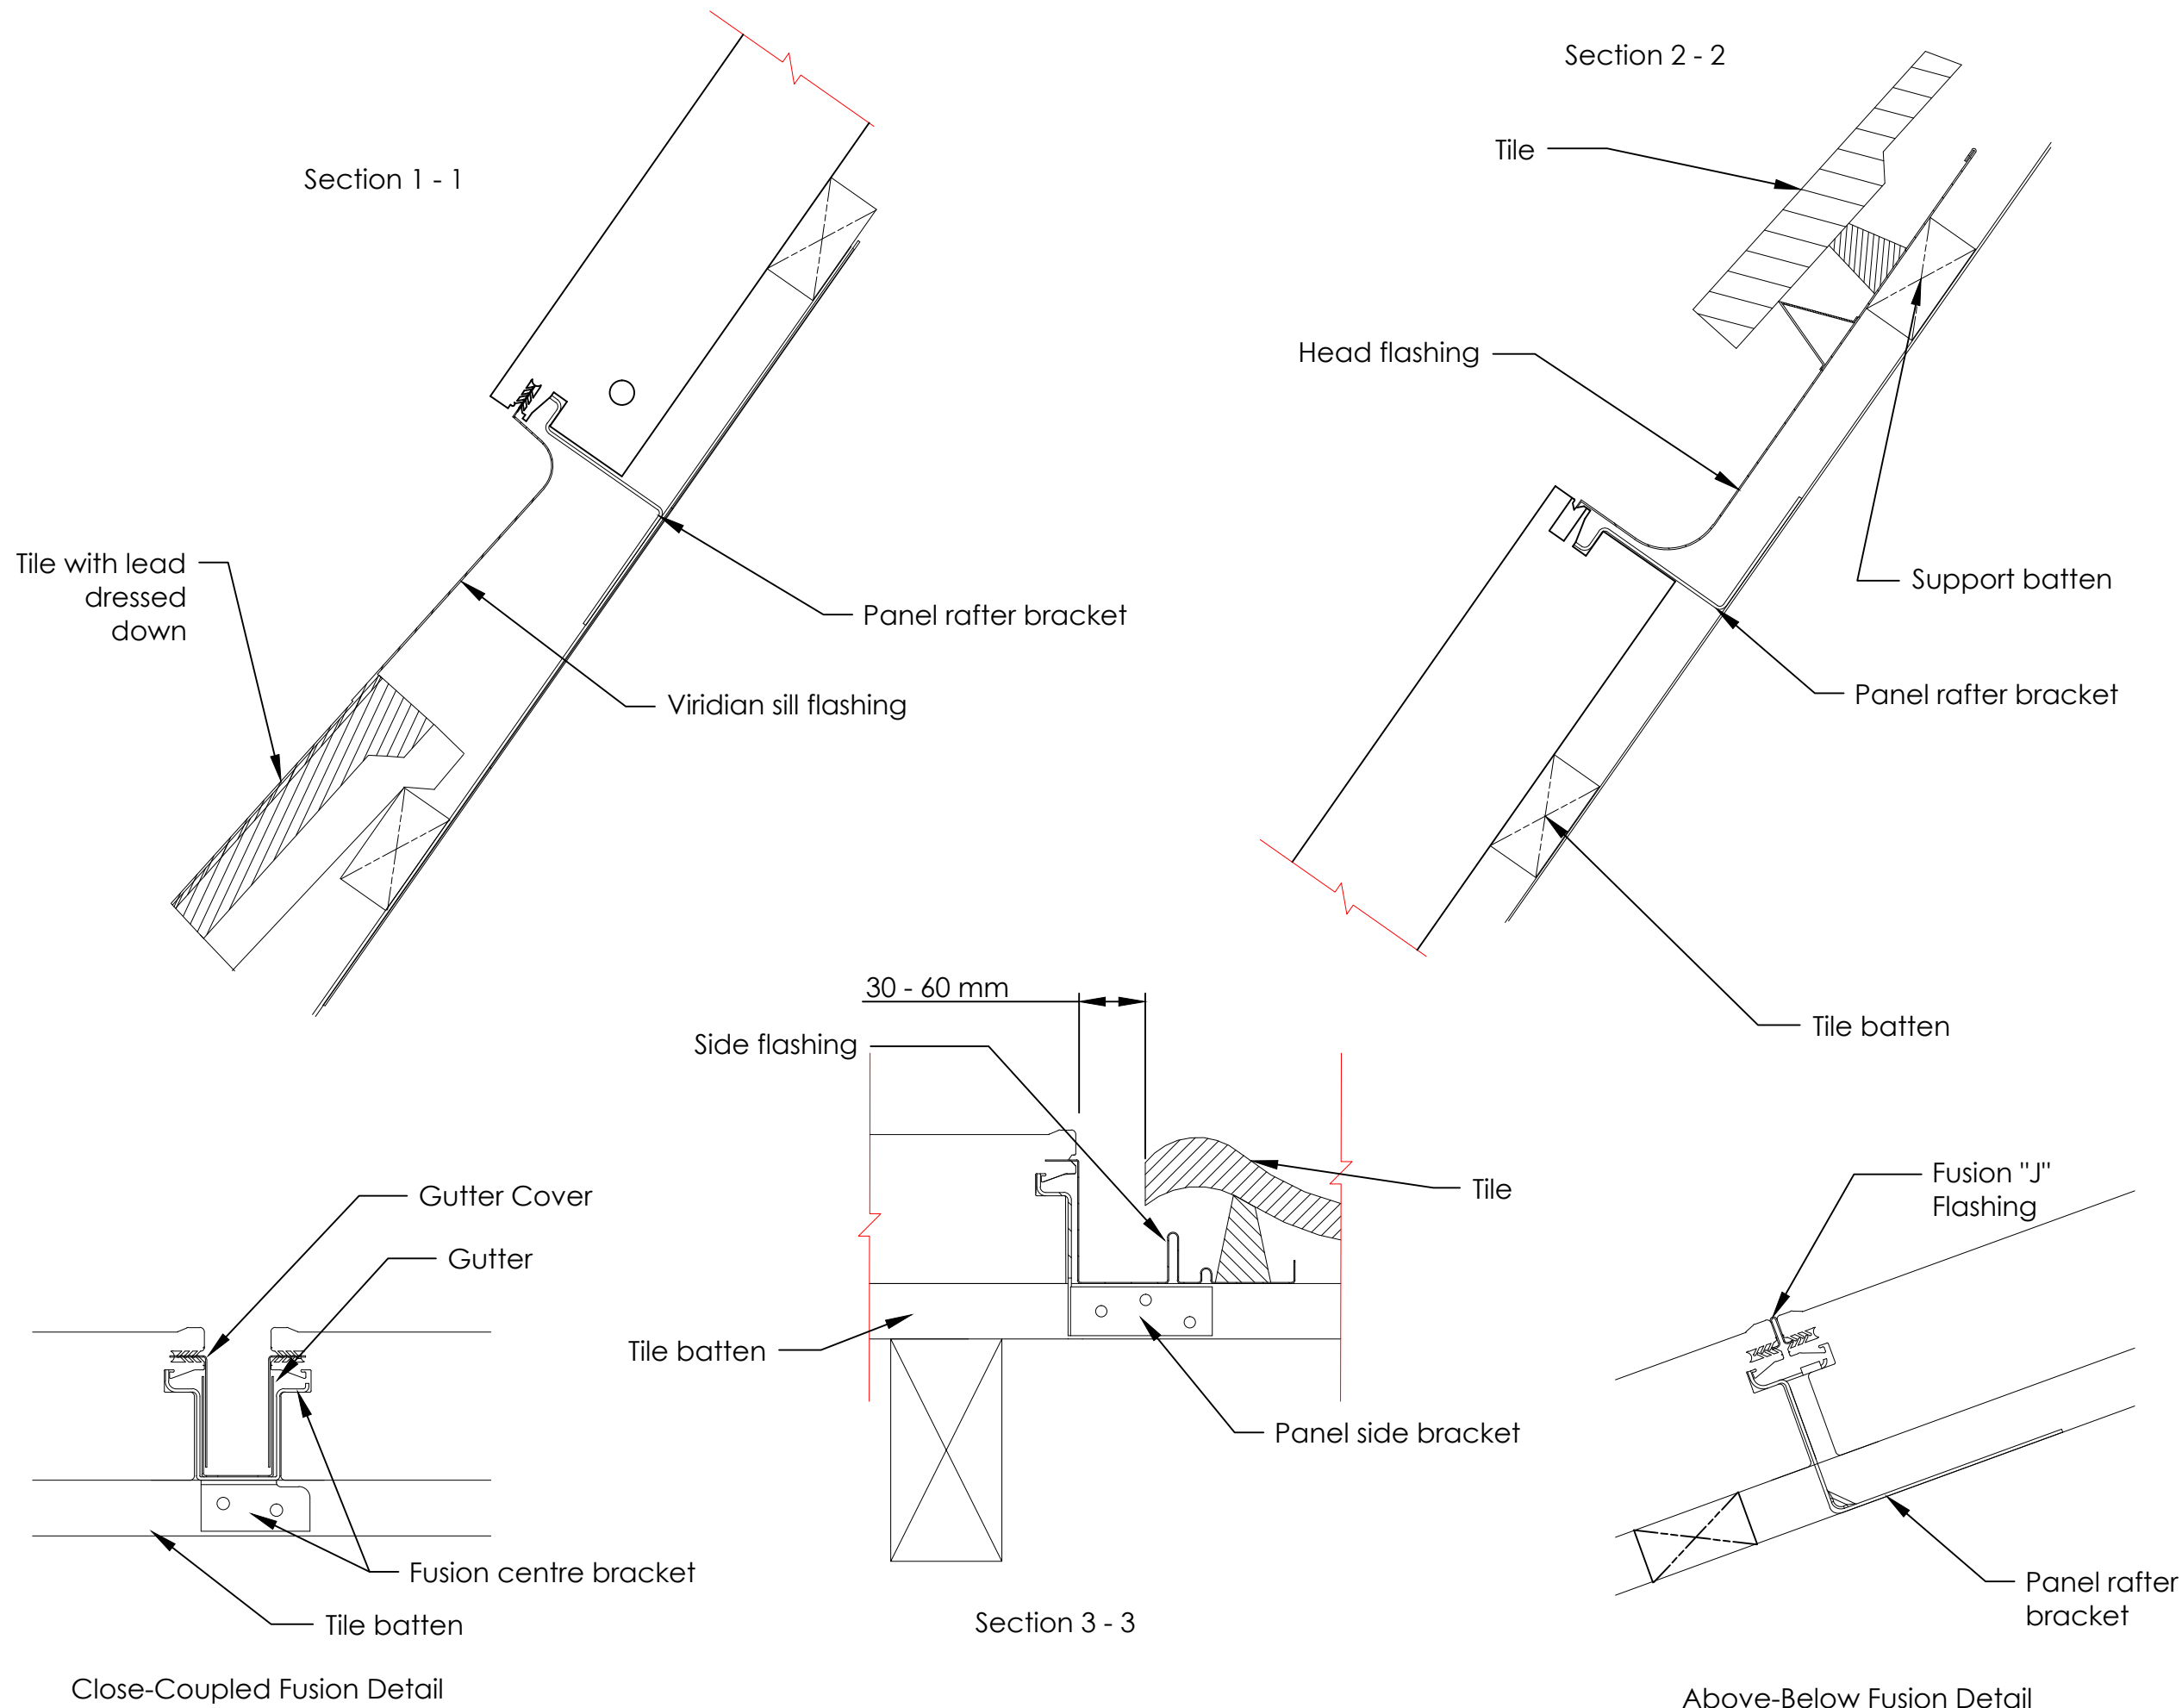 Section 1 - 1
Tile with lead
dressed
down
Panel rafter bracket
Viridian sill flashing
Section 2 - 2
Tile
Head flashing
Support batten
Panel rafter bracket
Tile batten
30 - 60 mm
Side flashing
Tile
Tile batten
Panel side bracket
Section 3 - 3
Gutter Cover
Gutter
Fusion centre bracket
Tile batten
Close-Coupled Fusion Detail
Fusion "J"
Flashing
Panel rafter
bracket
Above-Below Fusion Detail